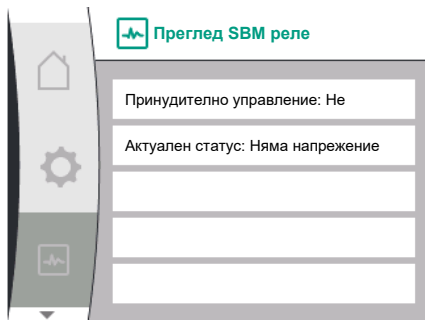 Преглед SBM реле
Принудително управление: Не
Актуален статус: Няма напрежение